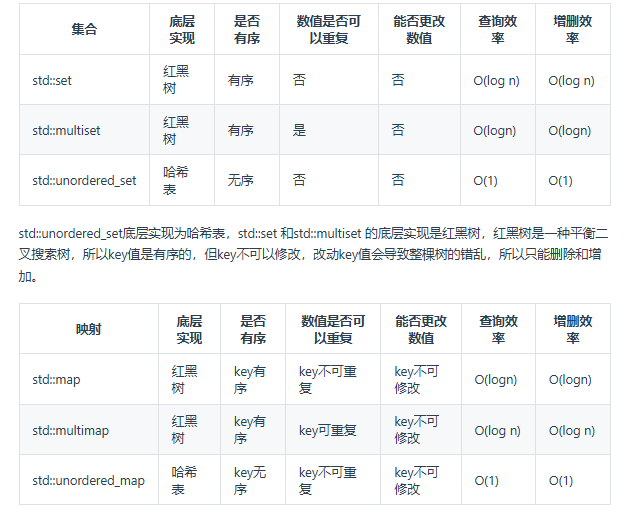 集合 底层实现 是否有序 数值是否可以重复 能否更改数值 查询效率 增删效率
std::set 红黑树 有序 否 否 O(log n) O(log n)
std::multiset 红黑树 有序 是 否 O(logn) O(logn)
std::unordered_set 哈希表 无序 否 否 O(1) O(1)
std::unordered_set底层实现为哈希表，std::set 和std::multiset 的底层实现是红黑树，红黑树是一种平衡二
叉搜索树，所以key值是有序的，但key不可以修改，改动key值会导致整棵树的错乱，所以只能删除和增
加。
映射 底层实现 是否有序 数值是否可以重复 能否更改数值 查询效率 增删效率
std::map 红黑树 key有序 key不可重复 key不可修改 O(logn) O(logn)
std::multimap 红黑树 key有序 key可重复 key不可修改 O(log n) O(log n)
std::unordered_map 哈希表 key无序 key不可重复 key不可修改 O(1) O(1)